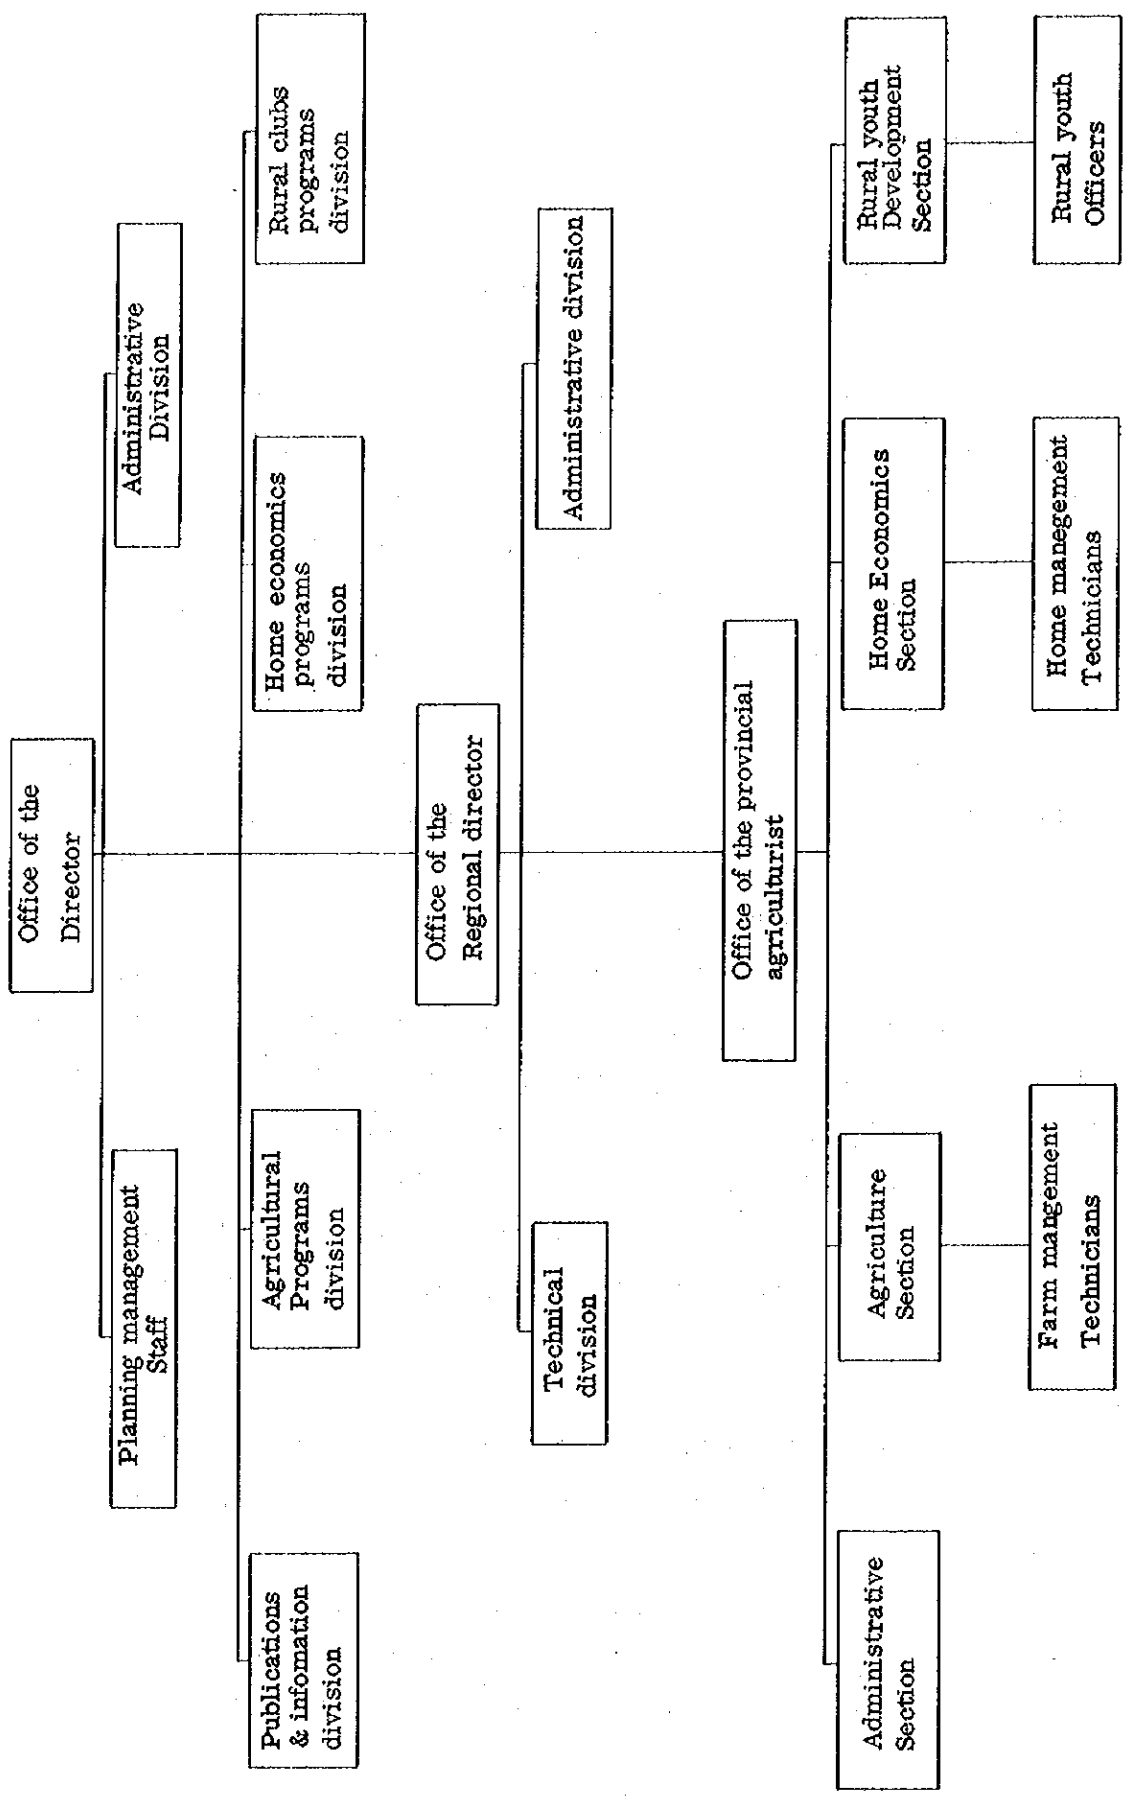 Office of the
Director
Planning management
Staff
Administrative
Division
Publications
& infomation
division
Agricultural
Programs
division
Home economics
programs
division
Rural clubs
programs
division
Office of the
Regional director
Technical
division
Administrative division
Office of the provincial
agriculturist
Administrative
Section
Agriculture
Section
Home Economics
Section
Rural youth
Development
Section
Farm mangement
Technicians
Home manegement
Technicians
Rural youth
Officers